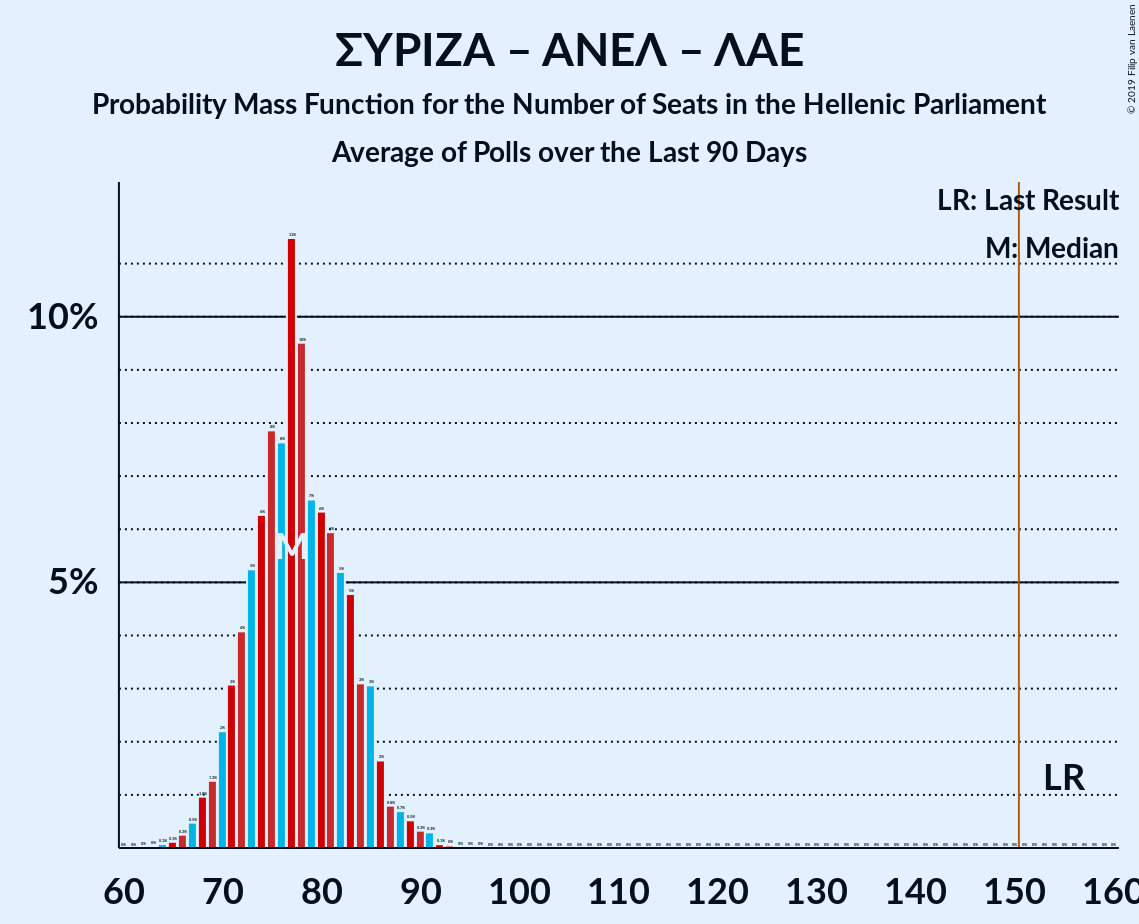 ΣΥΡΙΖΑ – ΑΝΕΛ – ΛΑΕ
Probability Mass Function for the Number of Seats in the Hellenic Parliament
Average of Polls over the Last 90 Days
© 2019 Filip van Laenen
LR: Last Result
M: Median
10%
5%
M
LR
60 70 80 90 100 110 120 130 140 150 160